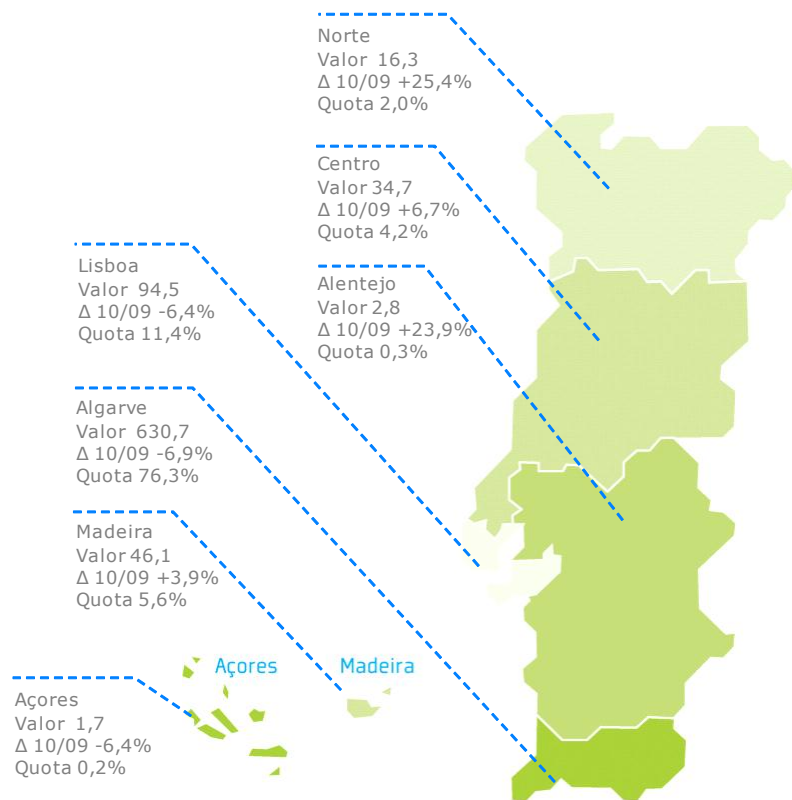 Norte
Valor 16,3
Δ 10/09 +25,4%
Quota 2,0%
Centro
Valor 34,7
Δ 10/09 +6,7%
Quota 4,2%
Lisboa
Valor 94,5
Δ 10/09 -6,4%
Quota 11,4%
Alentejo
Valor 2,8
Δ 10/09 +23,9%
Quota 0,3%
Algarve
Valor 630,7
Δ 10/09 -6,9%
Quota 76,3%
Madeira
Valor 46,1
Δ 10/09 +3,9%
Quota 5,6%
Açores
Madeira
Açores
Valor 1,7
Δ 10/09 -6,4%
Quota 0,2%